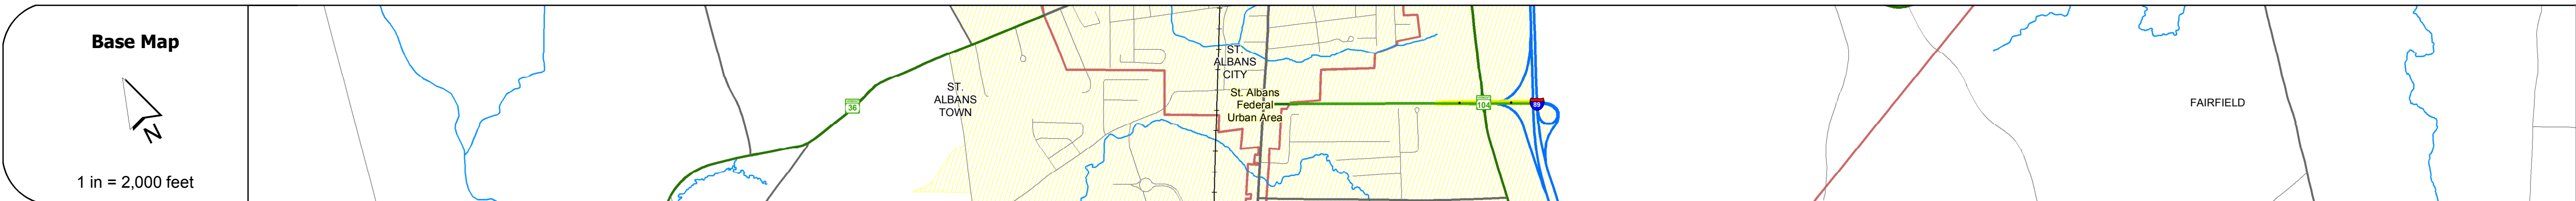 Base Map
N
1 in = 2,000 feet
36
ST.
ALBANS
TOWN
ST.
ALBANS
CITY
St. Albans
Federal
Urban Area
104
89
FAIRFIELD